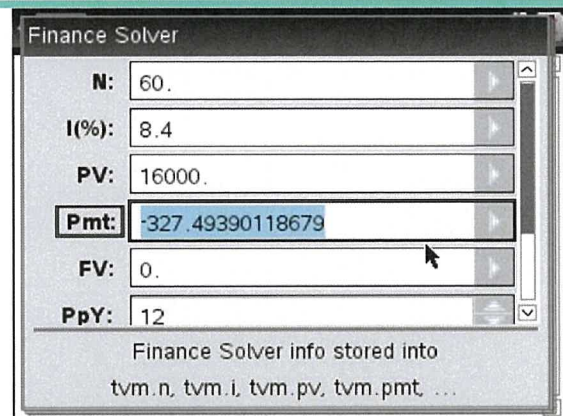 Finance Solver
N: 60.
I(%): 8.4
PV: 16000.
Pmt: -327.49390118679
FV: 0.
PpY: 12
Finance Solver info stored into
tvm.n, tvm.i, tvm.pv, tvm.pmt, ...